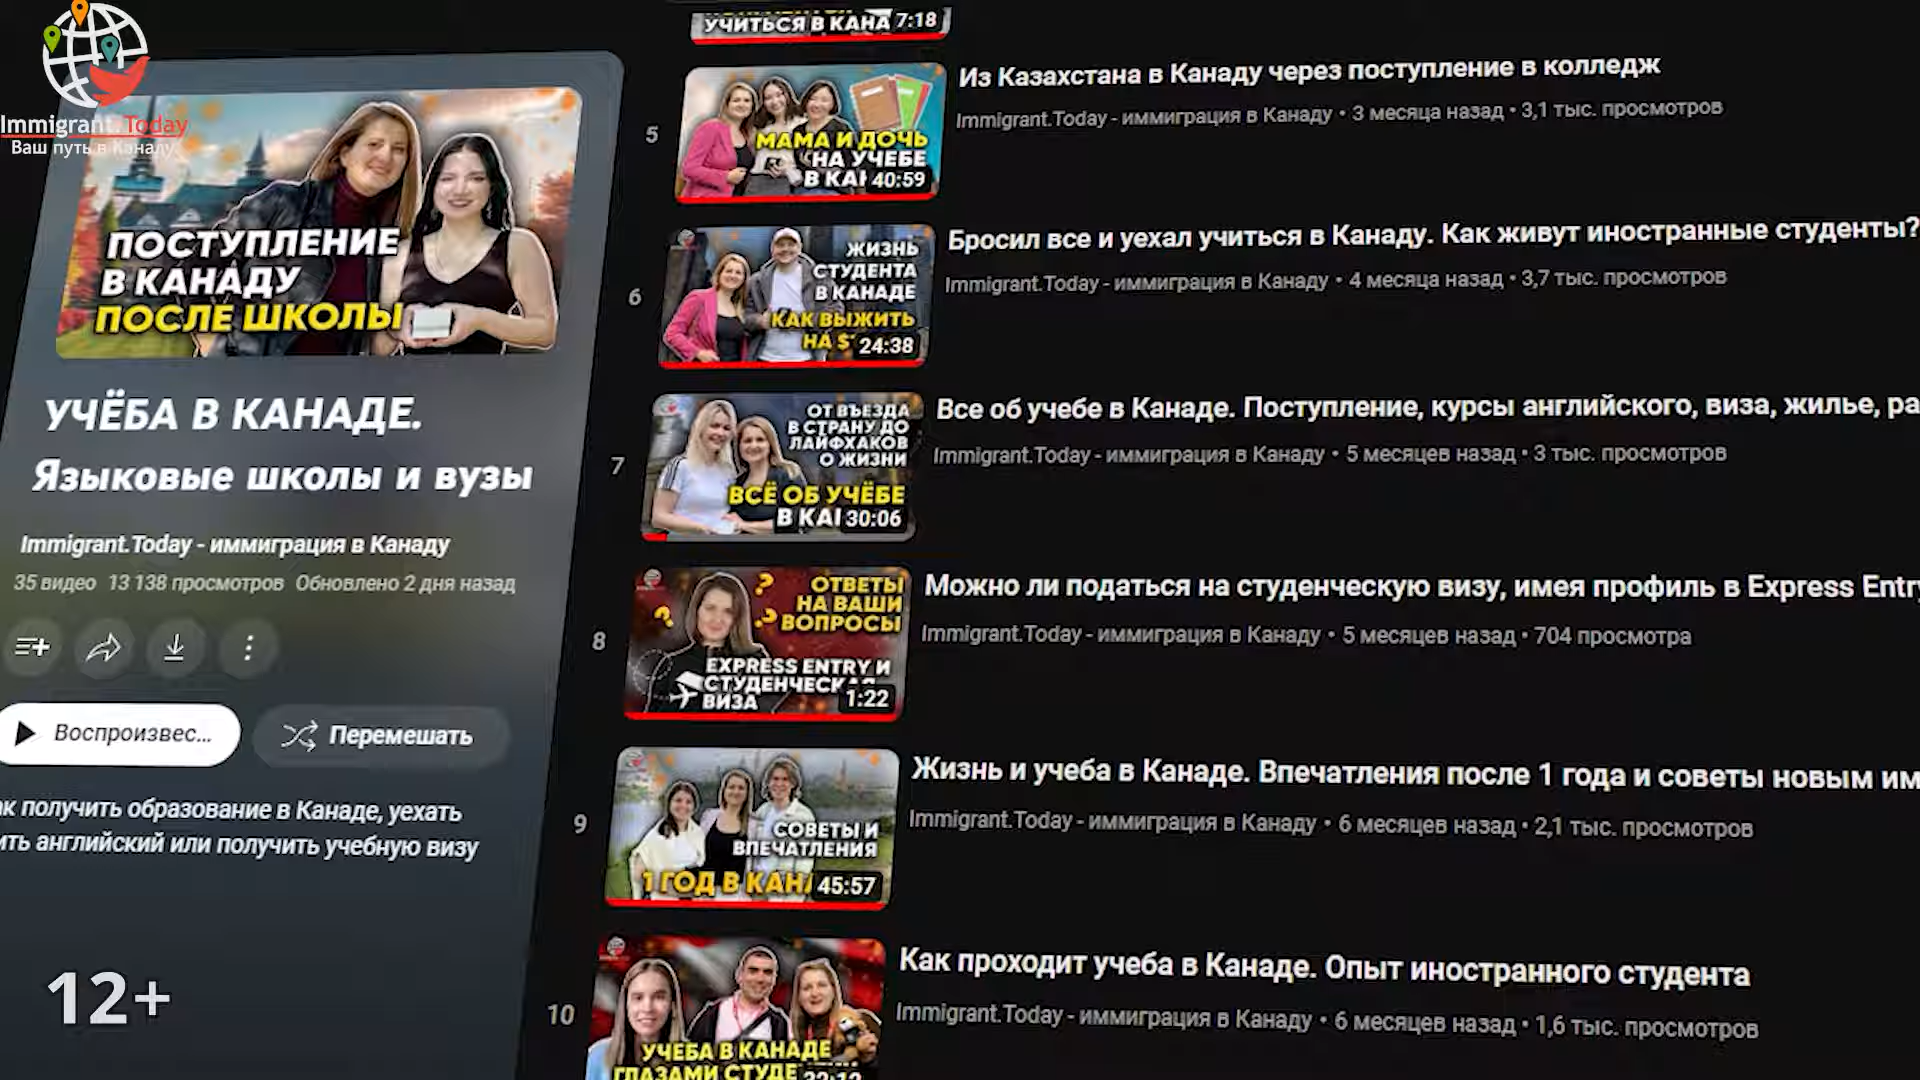 Immigrant.Today
Ваш путь в Канаду
ПОСТУПЛЕНИЕ
В КАНАДУ
ПОСЛЕ ШКОЛЫ
УЧЁБА В КАНАДЕ.
Языковые школы и вузы
Immigrant.Today - иммиграция в Канаду
35 видео 13 138 просмотров Обновлено 2 дня назад
Воспроизвес...
Перемешать
ак получить образование в Канаде, уехать
ить английский или получить учебную визу
12+
УЧИТЬСЯ В КАНА 7:18
5
МАМА И ДОЧЬ
НА УЧЕБЕ
В КАН 40:59
Из Казахстана в Канаду через поступление в колледж
Immigrant.Today - иммиграция в Канаду • 3 месяца назад • 3,1 тыс. просмотров
6
ЖИЗНЬ
СТУДЕНТА
В КАНАДЕ
КАК ВЫЖИТЬ
НА $ 24:38
Бросил все и уехал учиться в Канаду. Как живут иностранные студенты?
Immigrant.Today - иммиграция в Канаду • 4 месяца назад • 3,7 тыс. просмотров
7
ОТ ВЪЕЗДА
В СТРАНУ ДО
ЛАЙФХАКОВ
О ЖИЗНИ
ВСЁ ОБ УЧЁБЕ
В КАН 30:06
Все об учебе в Канаде. Поступление, курсы английского, виза, жилье, ра
Immigrant.Today - иммиграция в Канаду • 5 месяцев назад • 3 тыс. просмотров
8
ОТВЕТЫ
НА ВАШИ
ВОПРОСЫ
EXPRESS ENTRY И
СТУДЕНЧЕСКАЯ
ВИЗА 1:22
Можно ли податься на студенческую визу, имея профиль в Express Entry
Immigrant.Today - иммиграция в Канаду • 5 месяцев назад • 704 просмотра
9
СОВЕТЫ И
ВПЕЧАТЛЕНИЯ
1 ГОД В КАНА 45:57
Жизнь и учеба в Канаде. Впечатления после 1 года и советы новым им
Immigrant.Today - иммиграция в Канаду • 6 месяцев назад • 2,1 тыс. просмотров
10
УЧЕБА В КАНАДЕ
ГЛАЗАМИ СТУДЕ
Как проходит учеба в Канаде. Опыт иностранного студента
Immigrant.Today - иммиграция в Канаду • 6 месяцев назад • 1,6 тыс. просмотров